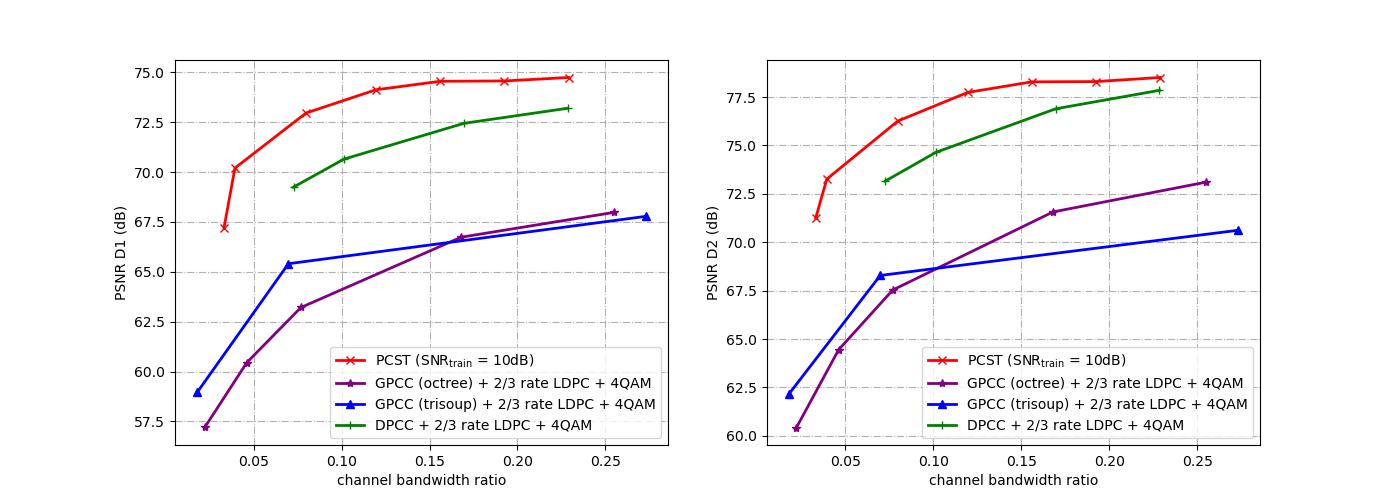 75.0
72.5
70.0
67.5
65.0
62.5
60.0
57.5
PSNR D1 (dB)
PCST (SNRtrain = 10dB)
GPCC (octree) + 2/3 rate LDPC + 4QAM
GPCC (trisoup) + 2/3 rate LDPC + 4QAM
DPCC + 2/3 rate LDPC + 4QAM
0.05 0.10 0.15 0.20 0.25
channel bandwidth ratio
77.5
75.0
72.5
70.0
67.5
65.0
62.5
60.0
PSNR D2 (dB)
PCST (SNRtrain = 10dB)
GPCC (octree) + 2/3 rate LDPC + 4QAM
GPCC (trisoup) + 2/3 rate LDPC + 4QAM
DPCC + 2/3 rate LDPC + 4QAM
0.05 0.10 0.15 0.20 0.25
channel bandwidth ratio